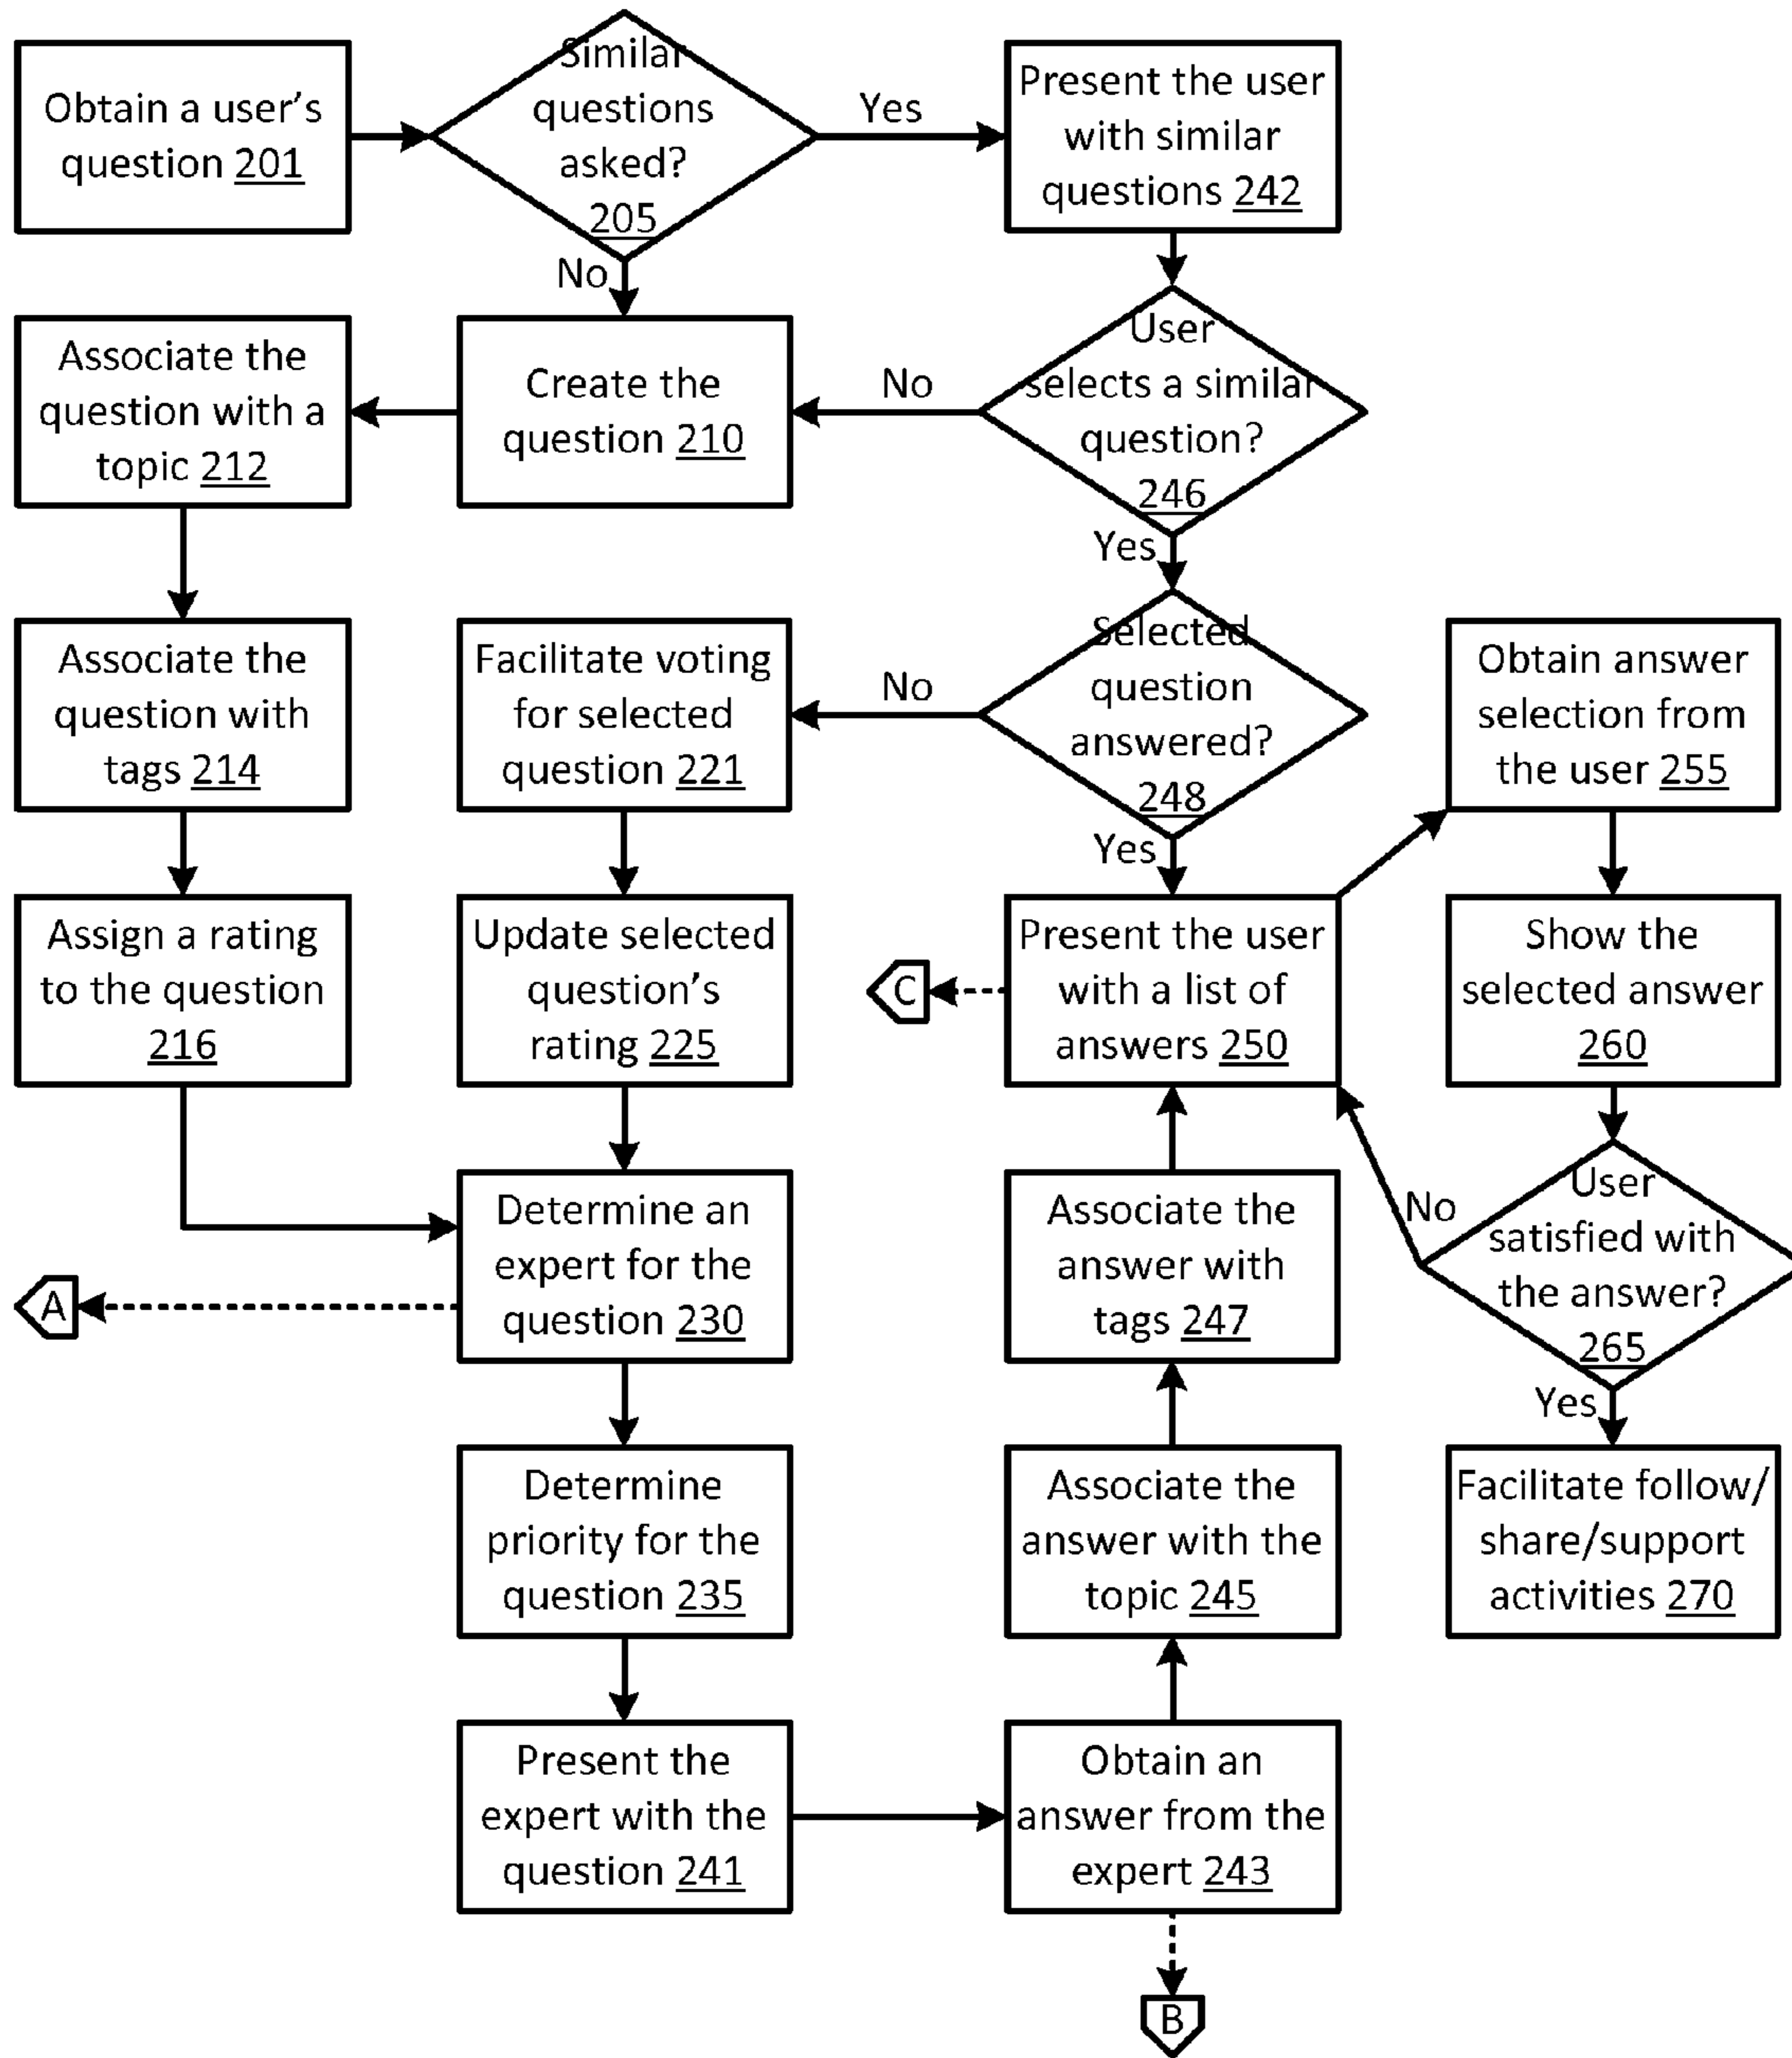 Obtain a user’s
question 201
Similar
questions
asked?
205
Yes
No
Present the user
with similar
questions 242
Associate the
question with a
topic 212
Create the
question 210
No
User
selects a similar
question?
246
Yes
Associate the
question with
tags 214
Facilitate voting
for selected
question 221
No
Selected
question
answered?
248
Yes
Obtain answer
selection from
the user 255
Assign a rating
to the question
216
Update selected
question’s
rating 225
C
Present the user
with a list of
answers 250
Show the
selected answer
260
A
Determine an
expert for the
question 230
Associate the
answer with
tags 247
No
User
satisfied with
the answer?
265
Yes
Determine
priority for the
question 235
Associate the
answer with the
topic 245
Facilitate follow/
share/support
activities 270
Present the
expert with the
question 241
Obtain an
answer from the
expert 243
B